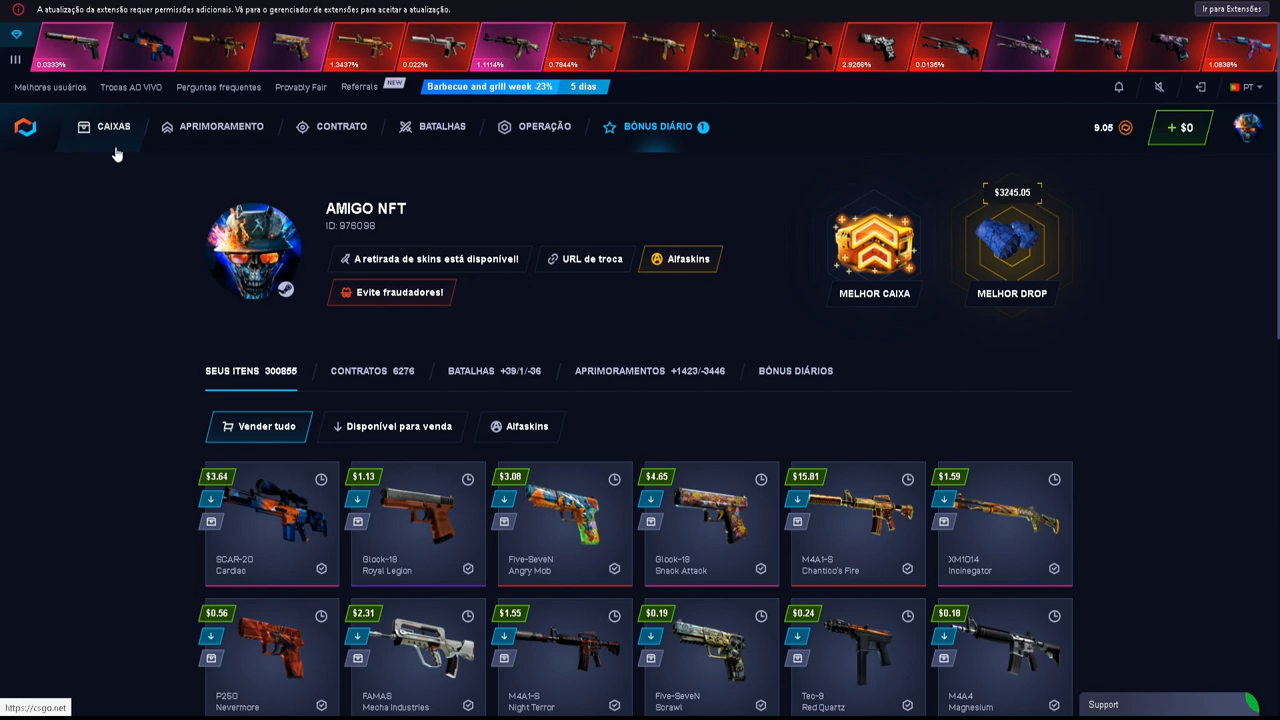 A atualização da extensão requer permissões adicionais. Vá para o gerenciador de extensões para aceitar a atualização.
Ir para Extensões
0.0333%
1.3437%
0.022%
1.1114%
0.7844%
2.9256%
0.0135%
1.0838%
Melhores usuários
Trocas AO VIVO
Perguntas frequentes
Provably Fair
Referrals
NEW
Barbecue and grill week -23%
5 dias
PT
CAIXAS
APRIMORAMENTO
CONTRATO
BATALHAS
OPERAÇÃO
BÔNUS DIÁRIO 1
9.05
+ $0
AMIGO NFT
ID: 976099
A retirada de skins está disponível!
URL de troca
Alfaskins
Evite fraudadores!
MELHOR CAIXA
$3245.05
MELHOR DROP
SEUS ITENS 300855
CONTRATOS 6276
BATALHAS +39/1/-36
APRIMORAMENTOS +1423/-3446
BÔNUS DIÁRIOS
Vender tudo
Disponível para venda
Alfaskins
$3.64
SCAR-20
Cardiac
$1.13
Glock-18
Royal Legion
$3.08
Five-SeveN
Angry Mob
$4.65
Glock-18
Snack Attack
$15.81
M4A1-S
Chantico's Fire
$1.59
XM1014
Incinegator
$0.56
P250
Nevermore
$2.31
FAMAS
Mecha Industries
$1.55
M4A1-S
Night Terror
$0.19
Five-SeveN
Scrawl
$0.24
Tec-9
Red Quartz
$0.18
M4A4
Magnesium
https://csgo.net
Support